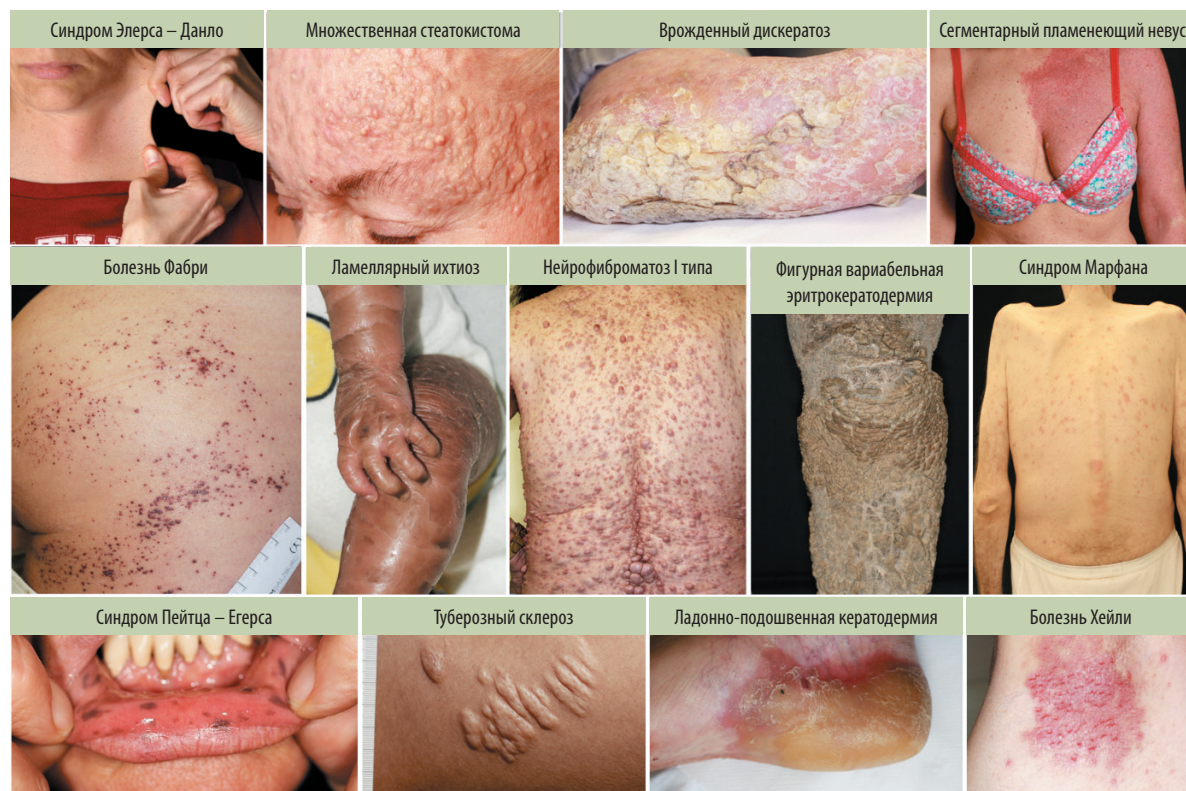 Синдром Элерса – Данло
Множественная стеатокистома
Врожденный дискератоз
Сегментарный пламенеющий невус
Болезнь Фабри
Ламеллярный ихтиоз
Нейрофиброматоз I типа
Фигурная вариабельная
эритрокератодермия
Синдром Марфана
Синдром Пейтца – Егерса
Туберозный склероз
Ладонно-подошвенная кератодермия
Болезнь Хейли